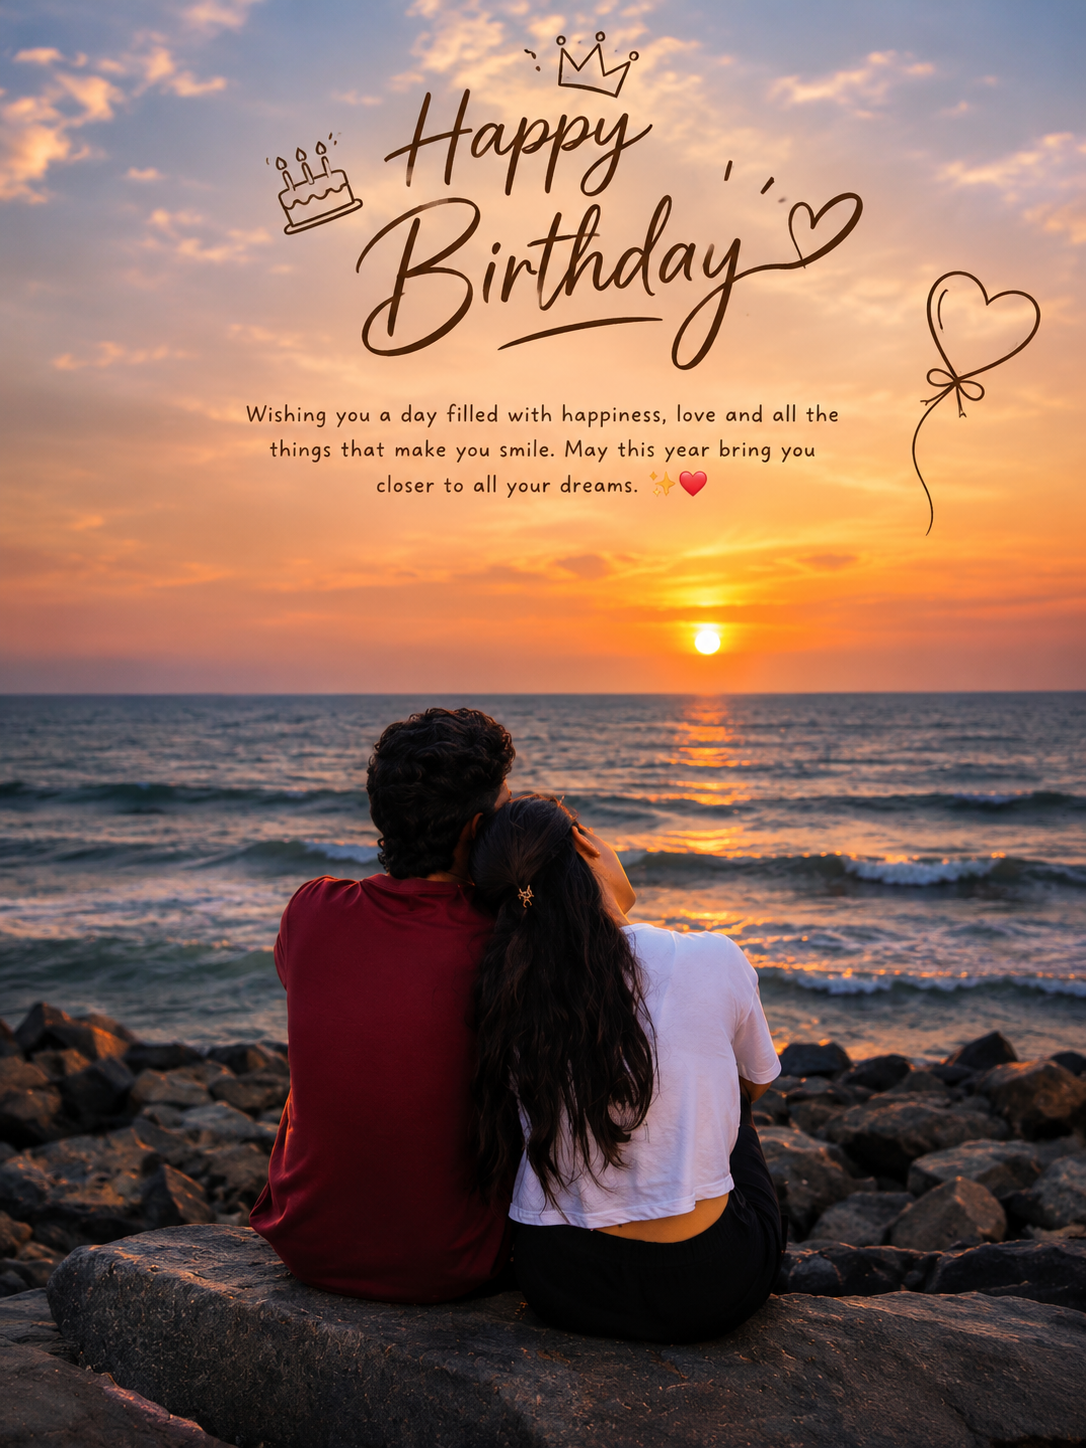 Happy
Birthday
Wishing you a day filled with happiness, love and all the
things that make you smile. May this year bring you
closer to all your dreams. ✨❤️